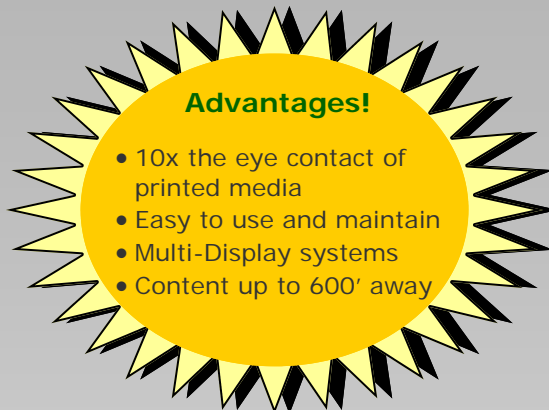 Advantages!
• 10x the eye contact of
printed media
• Easy to use and maintain
• Multi-Display systems
• Content up to 600’ away